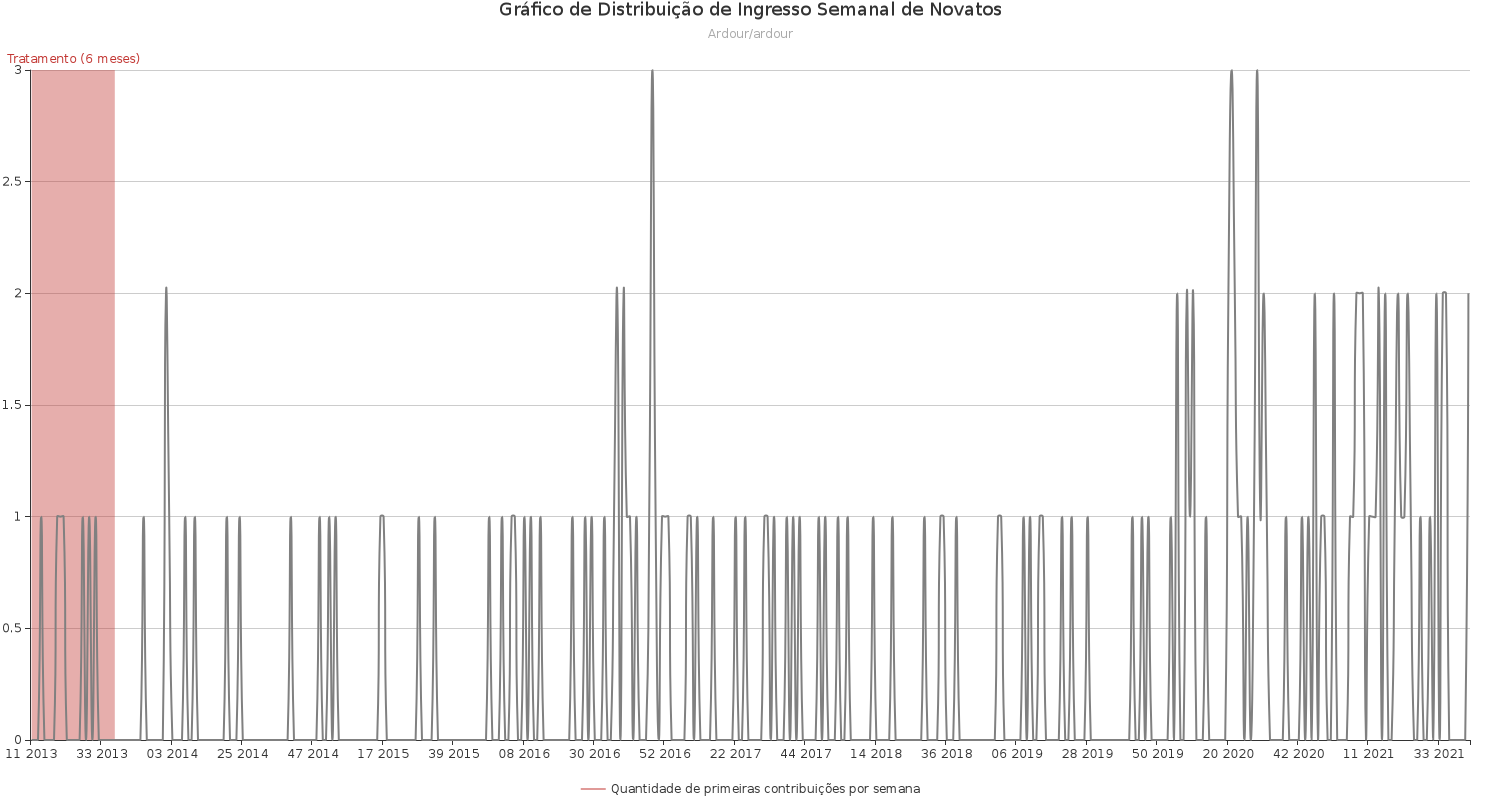 Gráfico de Distribuição de Ingresso Semanal de Novatos
Ardour/ardour
Tratamento (6 meses)
3
2.5
2
1.5
1
0.5
0
11 2013 33 2013 03 2014 25 2014 47 2014 17 2015 39 2015 08 2016 30 2016 52 2016 22 2017 44 2017 14 2018 36 2018 06 2019 28 2019 50 2019 20 2020 42 2020 11 2021 33 2021
Quantidade de primeiras contribuições por semana